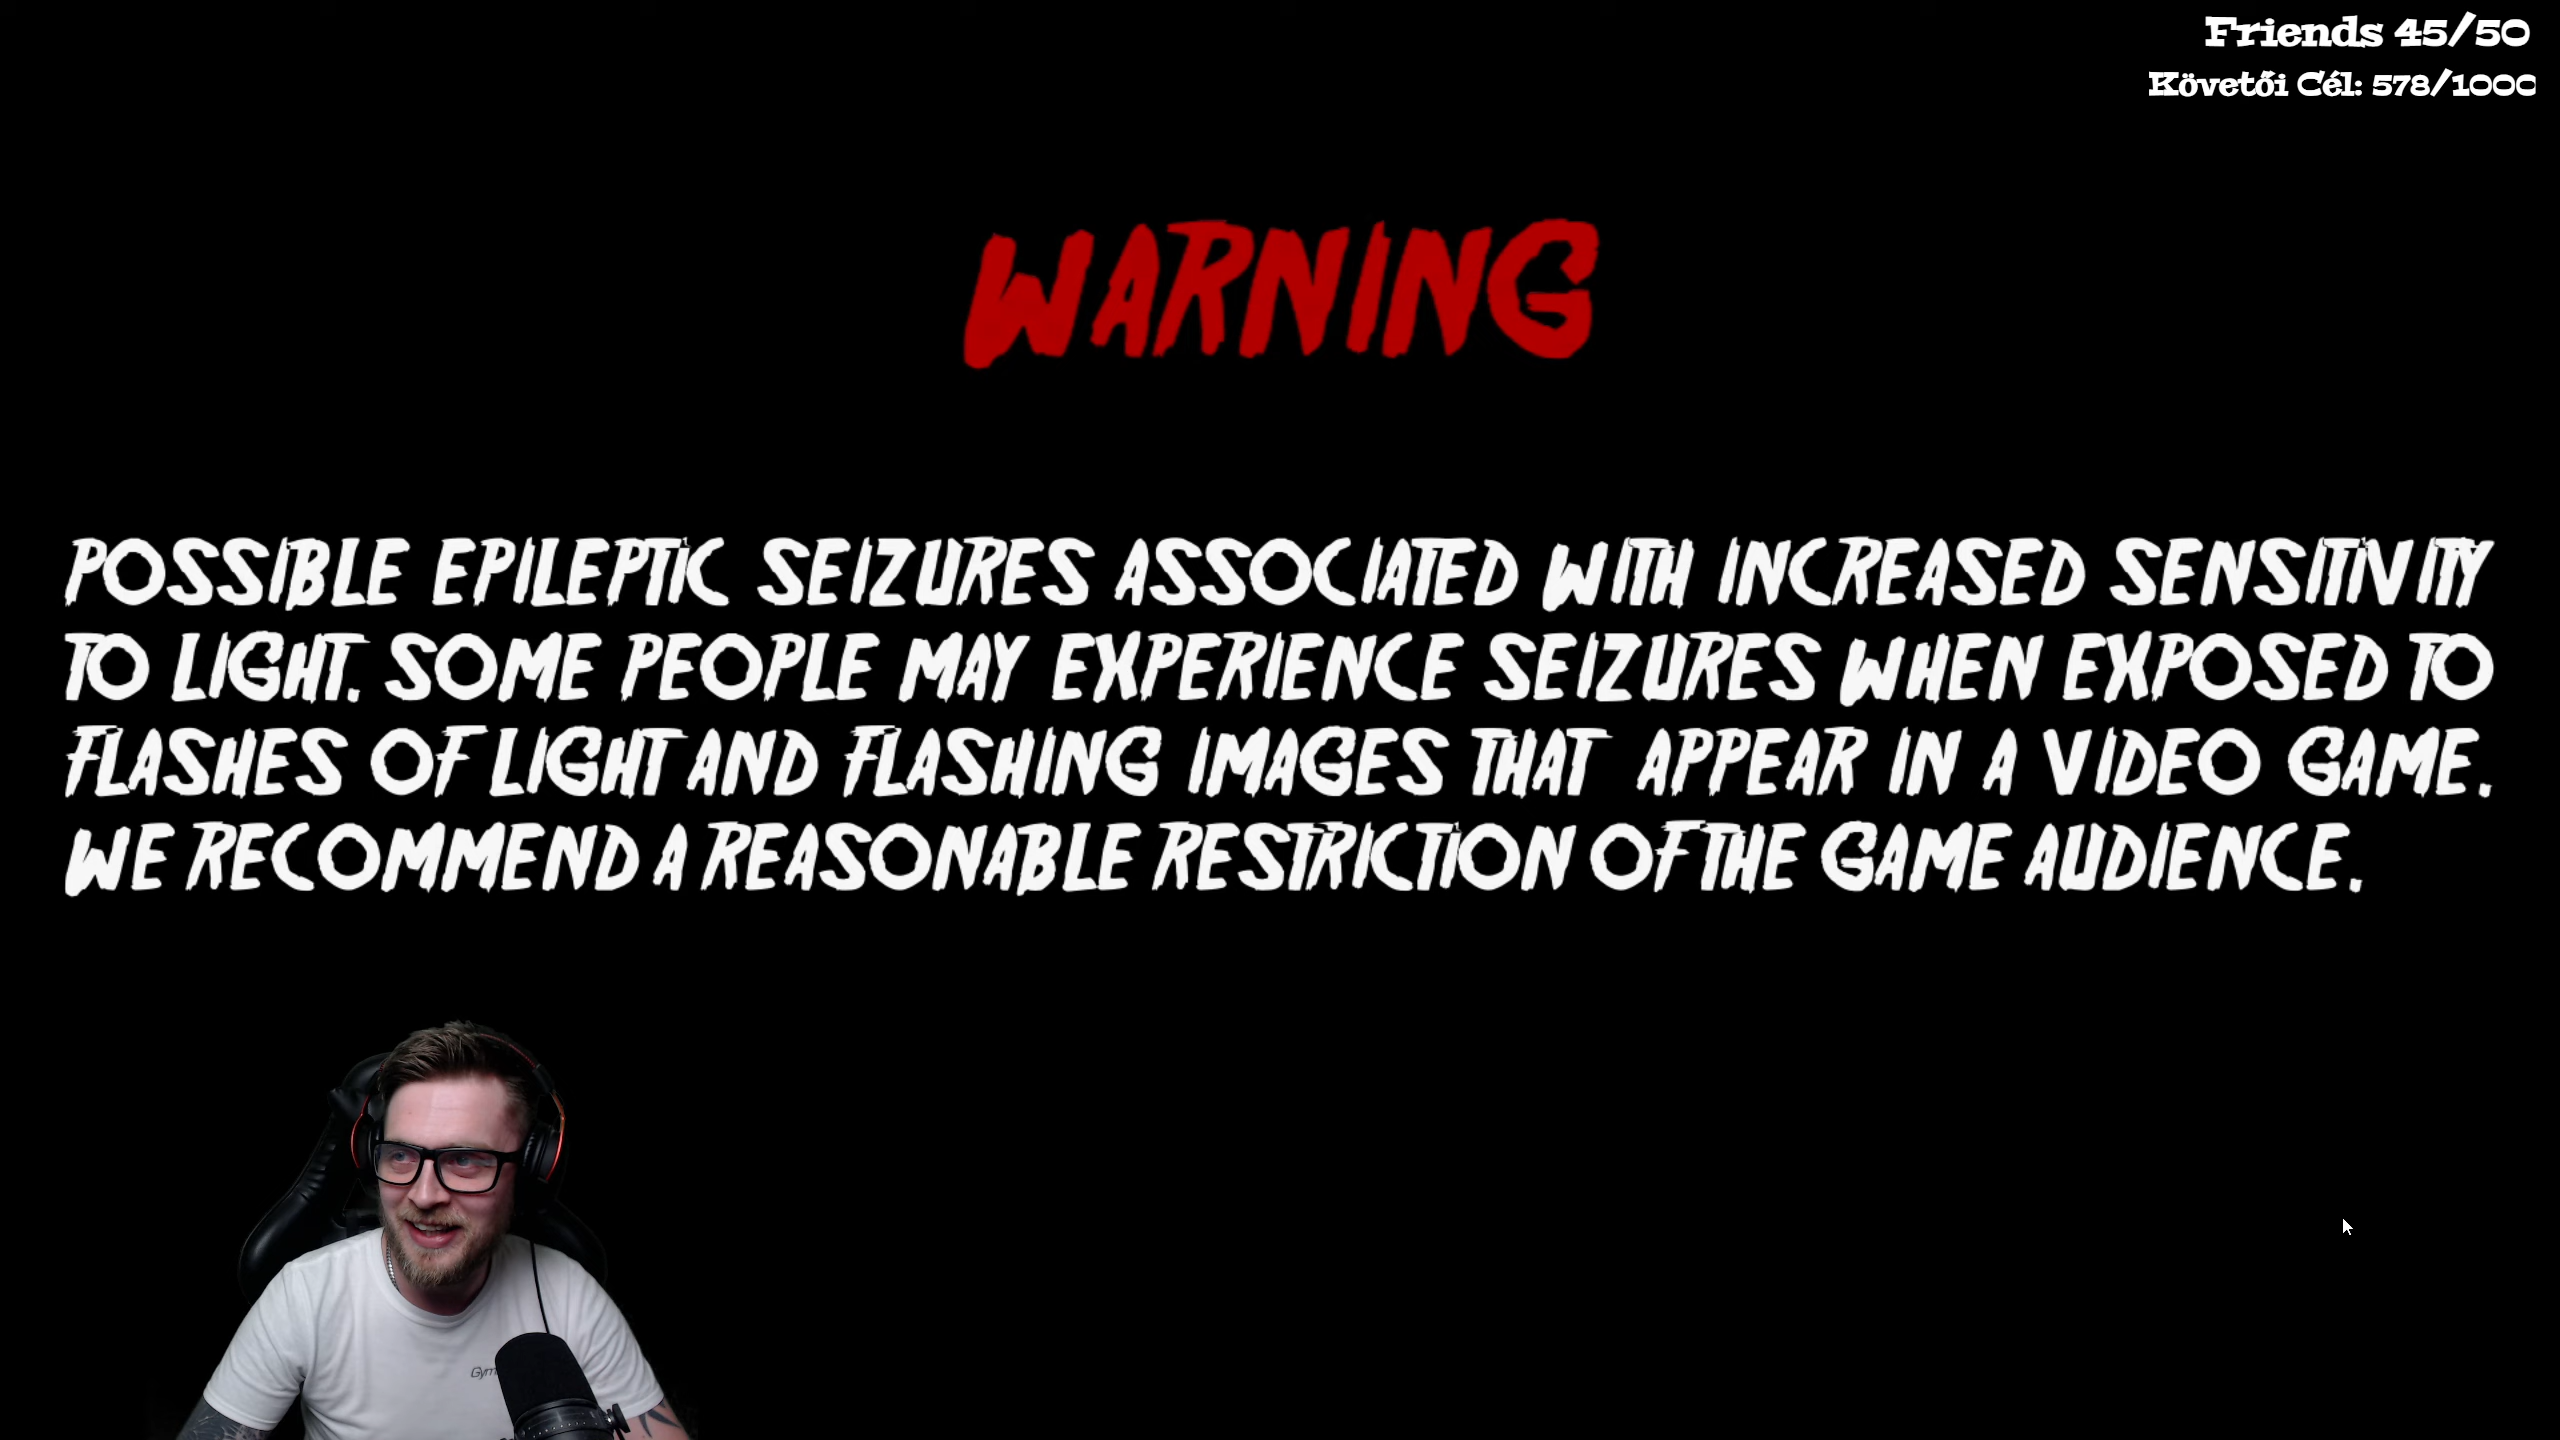 Friends 45/50
Követői Cél: 578/1000
WARNING
POSSIBLE EPILEPTIC SEIZURES ASSOCIATED WITH INCREASED SENSITIVITY
TO LIGHT. SOME PEOPLE MAY EXPERIENCE SEIZURES WHEN EXPOSED TO
FLASHES OF LIGHT AND FLASHING IMAGES THAT APPEAR IN A VIDEO GAME.
WE RECOMMEND A REASONABLE RESTRICTION OF THE GAME AUDIENCE.